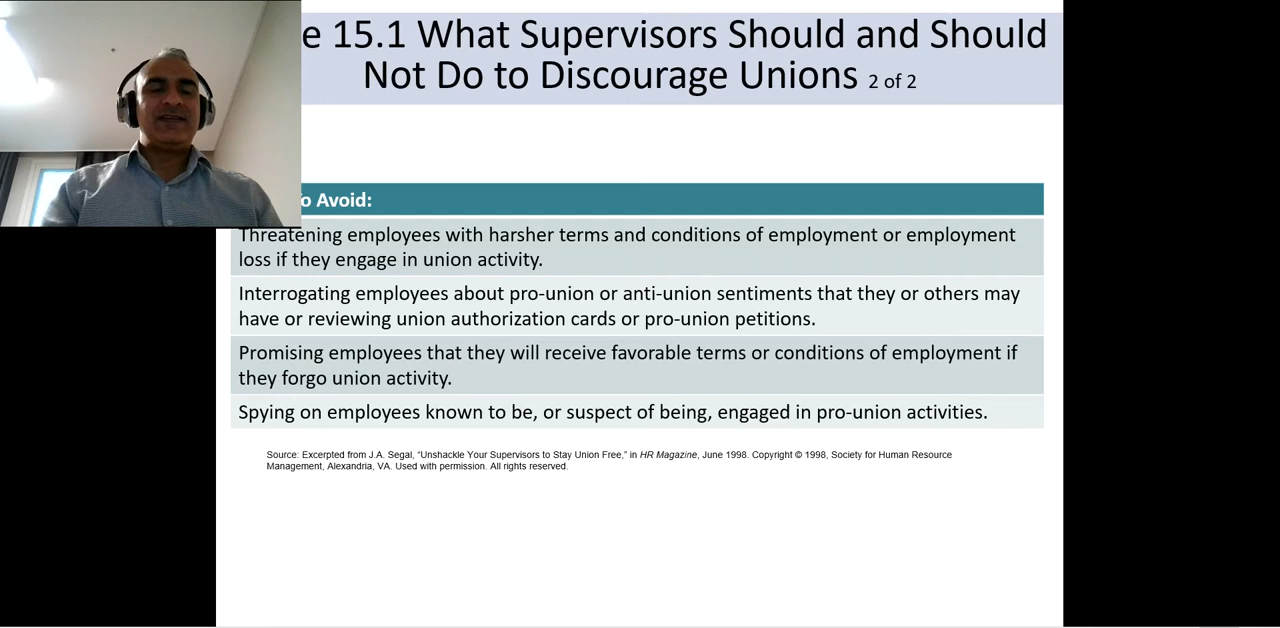 e 15.1 What Supervisors Should and Should
Not Do to Discourage Unions 2 of 2
o Avoid:
Threatening employees with harsher terms and conditions of employment or employment
loss if they engage in union activity.
Interrogating employees about pro-union or anti-union sentiments that they or others may
have or reviewing union authorization cards or pro-union petitions.
Promising employees that they will receive favorable terms or conditions of employment if
they forgo union activity.
Spying on employees known to be, or suspect of being, engaged in pro-union activities.
Source: Excerpted from J.A. Segal, “Unshackle Your Supervisors to Stay Union Free,” in HR Magazine, June 1998. Copyright © 1998, Society for Human Resource
Management, Alexandria, VA. Used with permission. All rights reserved.